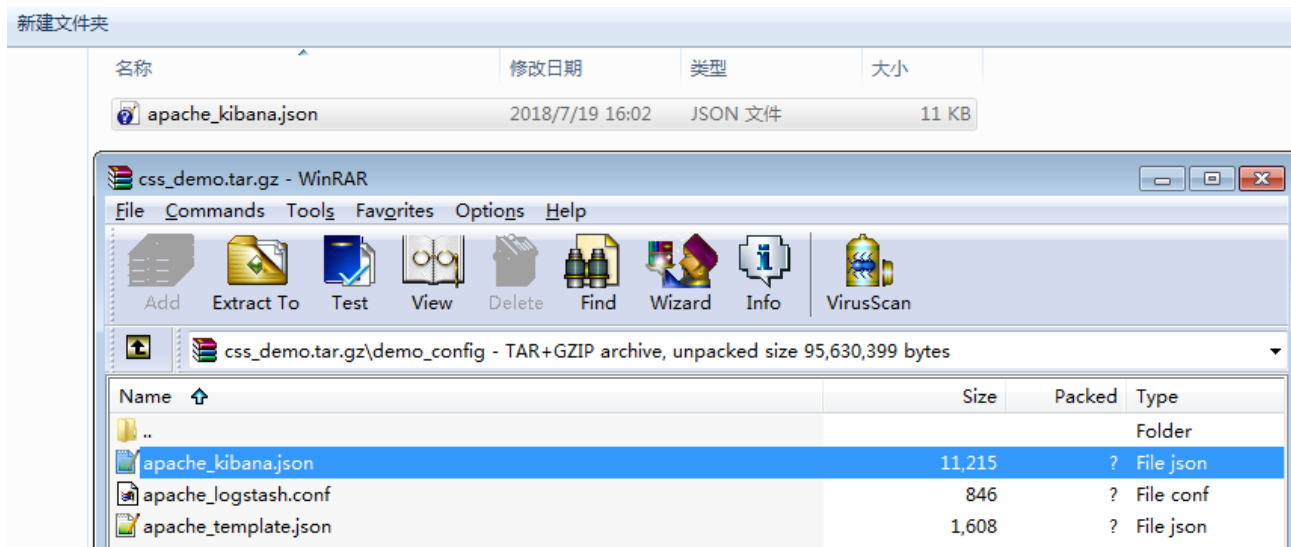 新建文件夹
名称 修改日期 类型 大小
apache_kibana.json 2018/7/19 16:02 JSON 文件 11 KB
css_demo.tar.gz - WinRAR
File Commands Tools Favorites Options Help
Add Extract To Test View Delete Find Wizard Info VirusScan
css_demo.tar.gz\demo_config - TAR+GZIP archive, unpacked size 95,630,399 bytes
Name Size Packed Type
.. Folder
apache_kibana.json 11,215 ? File json
apache_logstash.conf 846 ? File conf
apache_template.json 1,608 ? File json